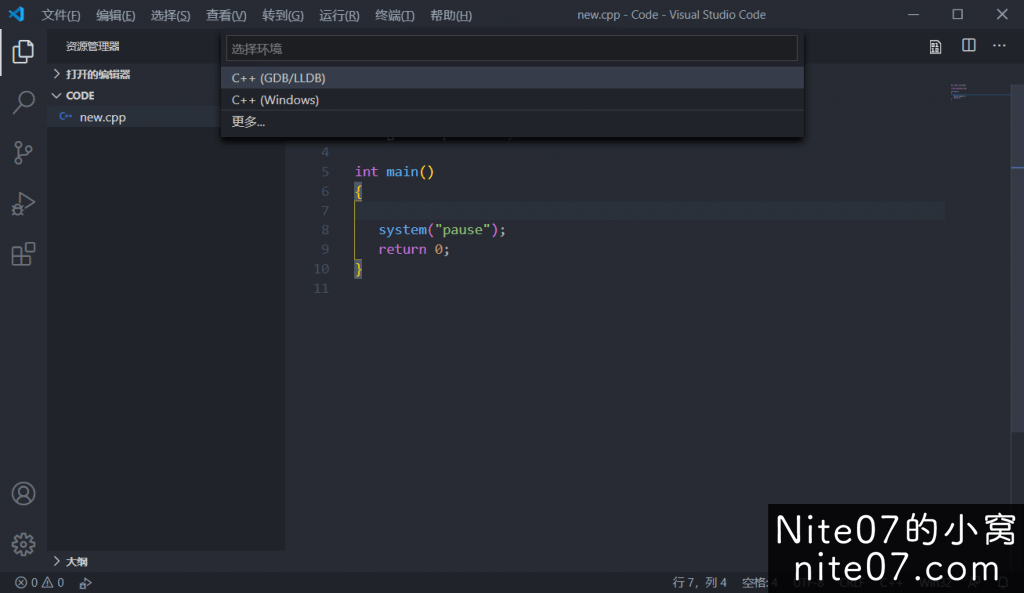 文件(F) 编辑(E) 选择(S) 查看(V) 转到(G) 运行(R) 终端(T) 帮助(H) new.cpp - Code - Visual Studio Code
资源管理器
选择环境
打开的编辑器
C++ (GDB/LLDB)
CODE
C++ (Windows)
new.cpp
更多...
4
5 int main()
6 {
7
8 system("pause");
9 return 0;
10 }
11
大纲
0 0 行 7，列 4 空格: 4
Nite07的小窝
nite07.com